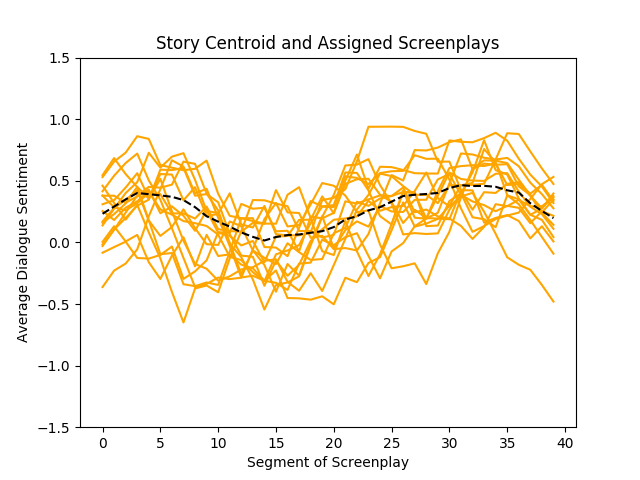 Story Centroid and Assigned Screenplays
1.5
1.0
0.5
0.0
−0.5
−1.0
−1.5
Average Dialogue Sentiment
0 5 10 15 20 25 30 35 40
Segment of Screenplay